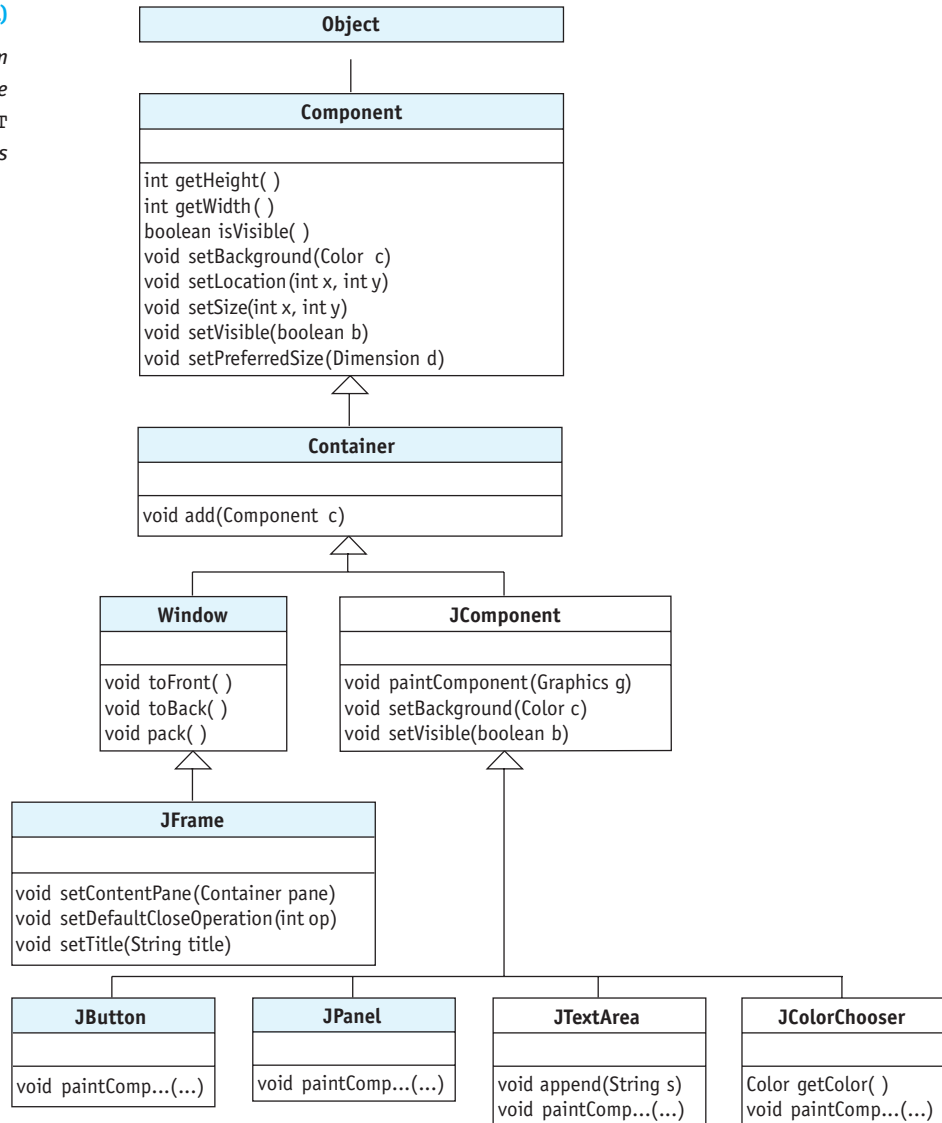 )
n
e
T
s
Object
Component
int getHeight( )
int getWidth( )
boolean isVisible( )
void setBackground(Color c)
void setLocation(int x, int y)
void setSize(int x, int y)
void setVisible(boolean b)
void setPreferredSize(Dimension d)
Container
void add(Component c)
Window
void toFront( )
void toBack( )
void pack( )
JComponent
void paintComponent(Graphics g)
void setBackground(Color c)
void setVisible(boolean b)
JFrame
void setContentPane(Container pane)
void setDefaultCloseOperation(int op)
void setTitle(String title)
JButton
void paintComp...(...)
JPanel
void paintComp...(...)
JTextArea
void append(String s)
void paintComp...(...)
JColorChooser
Color getColor( )
void paintComp...(...)